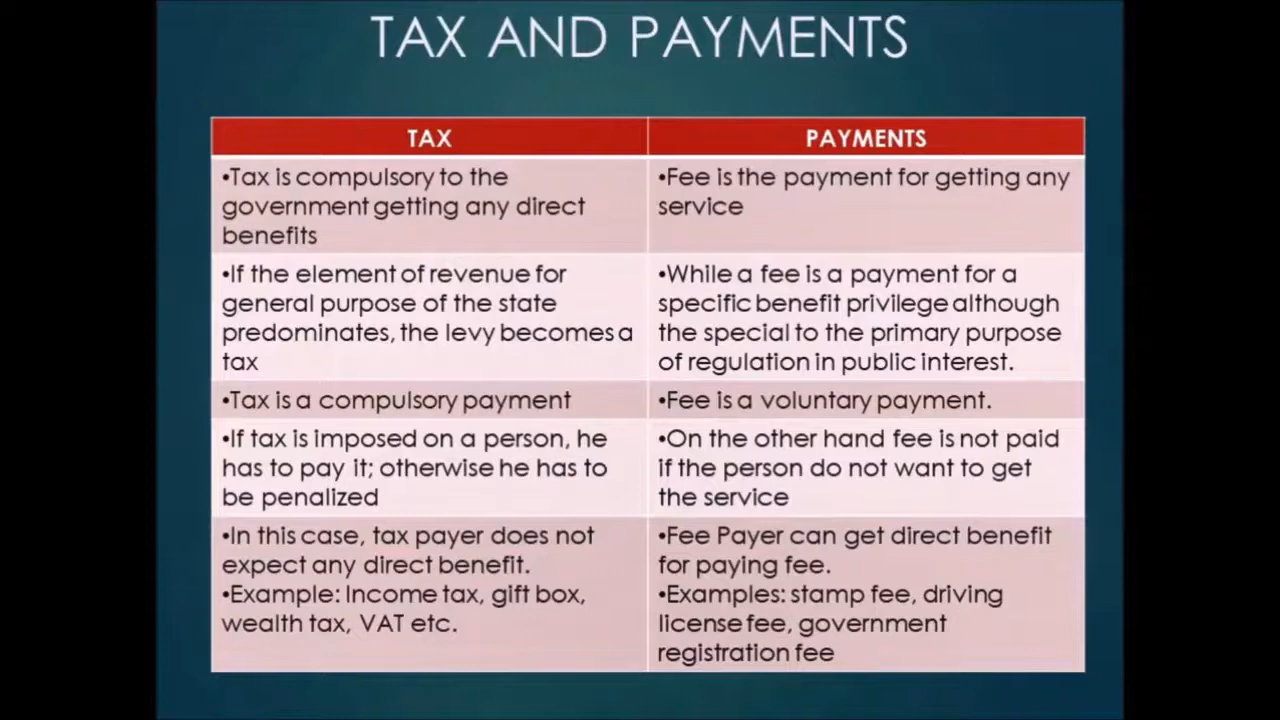 TAX AND PAYMENTS
TAX
PAYMENTS
•Tax is compulsory to the
government getting any direct
benefits
•Fee is the payment for getting any
service
•If the element of revenue for
general purpose of the state
predominates, the levy becomes a
tax
•While a fee is a payment for a
specific benefit privilege although
the special to the primary purpose
of regulation in public interest.
•Tax is a compulsory payment
•Fee is a voluntary payment.
•If tax is imposed on a person, he
has to pay it; otherwise he has to
be penalized
•On the other hand fee is not paid
if the person do not want to get
the service
•In this case, tax payer does not
expect any direct benefit.
•Example: Income tax, gift box,
wealth tax, VAT etc.
•Fee Payer can get direct benefit
for paying fee.
•Examples: stamp fee, driving
license fee, government
registration fee